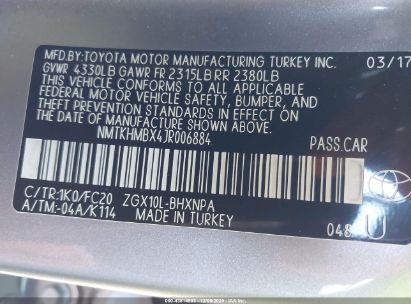 MFD.BY:TOYOTA MOTOR MANUFACTURING TURKEY INC. 03/17
GVWR 4330LB GAWR FR 2315LB RR 2380LB
THIS VEHICLE CONFORMS TO ALL APPLICABLE
FEDERAL MOTOR VEHICLE SAFETY, BUMPER, AND
THEFT PREVENTION STANDARDS IN EFFECT ON
THE DATE OF MANUFACTURE SHOWN ABOVE.
NMTKHMBX4JR006884 PASS.CAR
C/TR:1K0/FC20 ZGX10L-BHXNPA
A/TM:-04A/K114 MADE IN TURKEY 048
TOYOTA